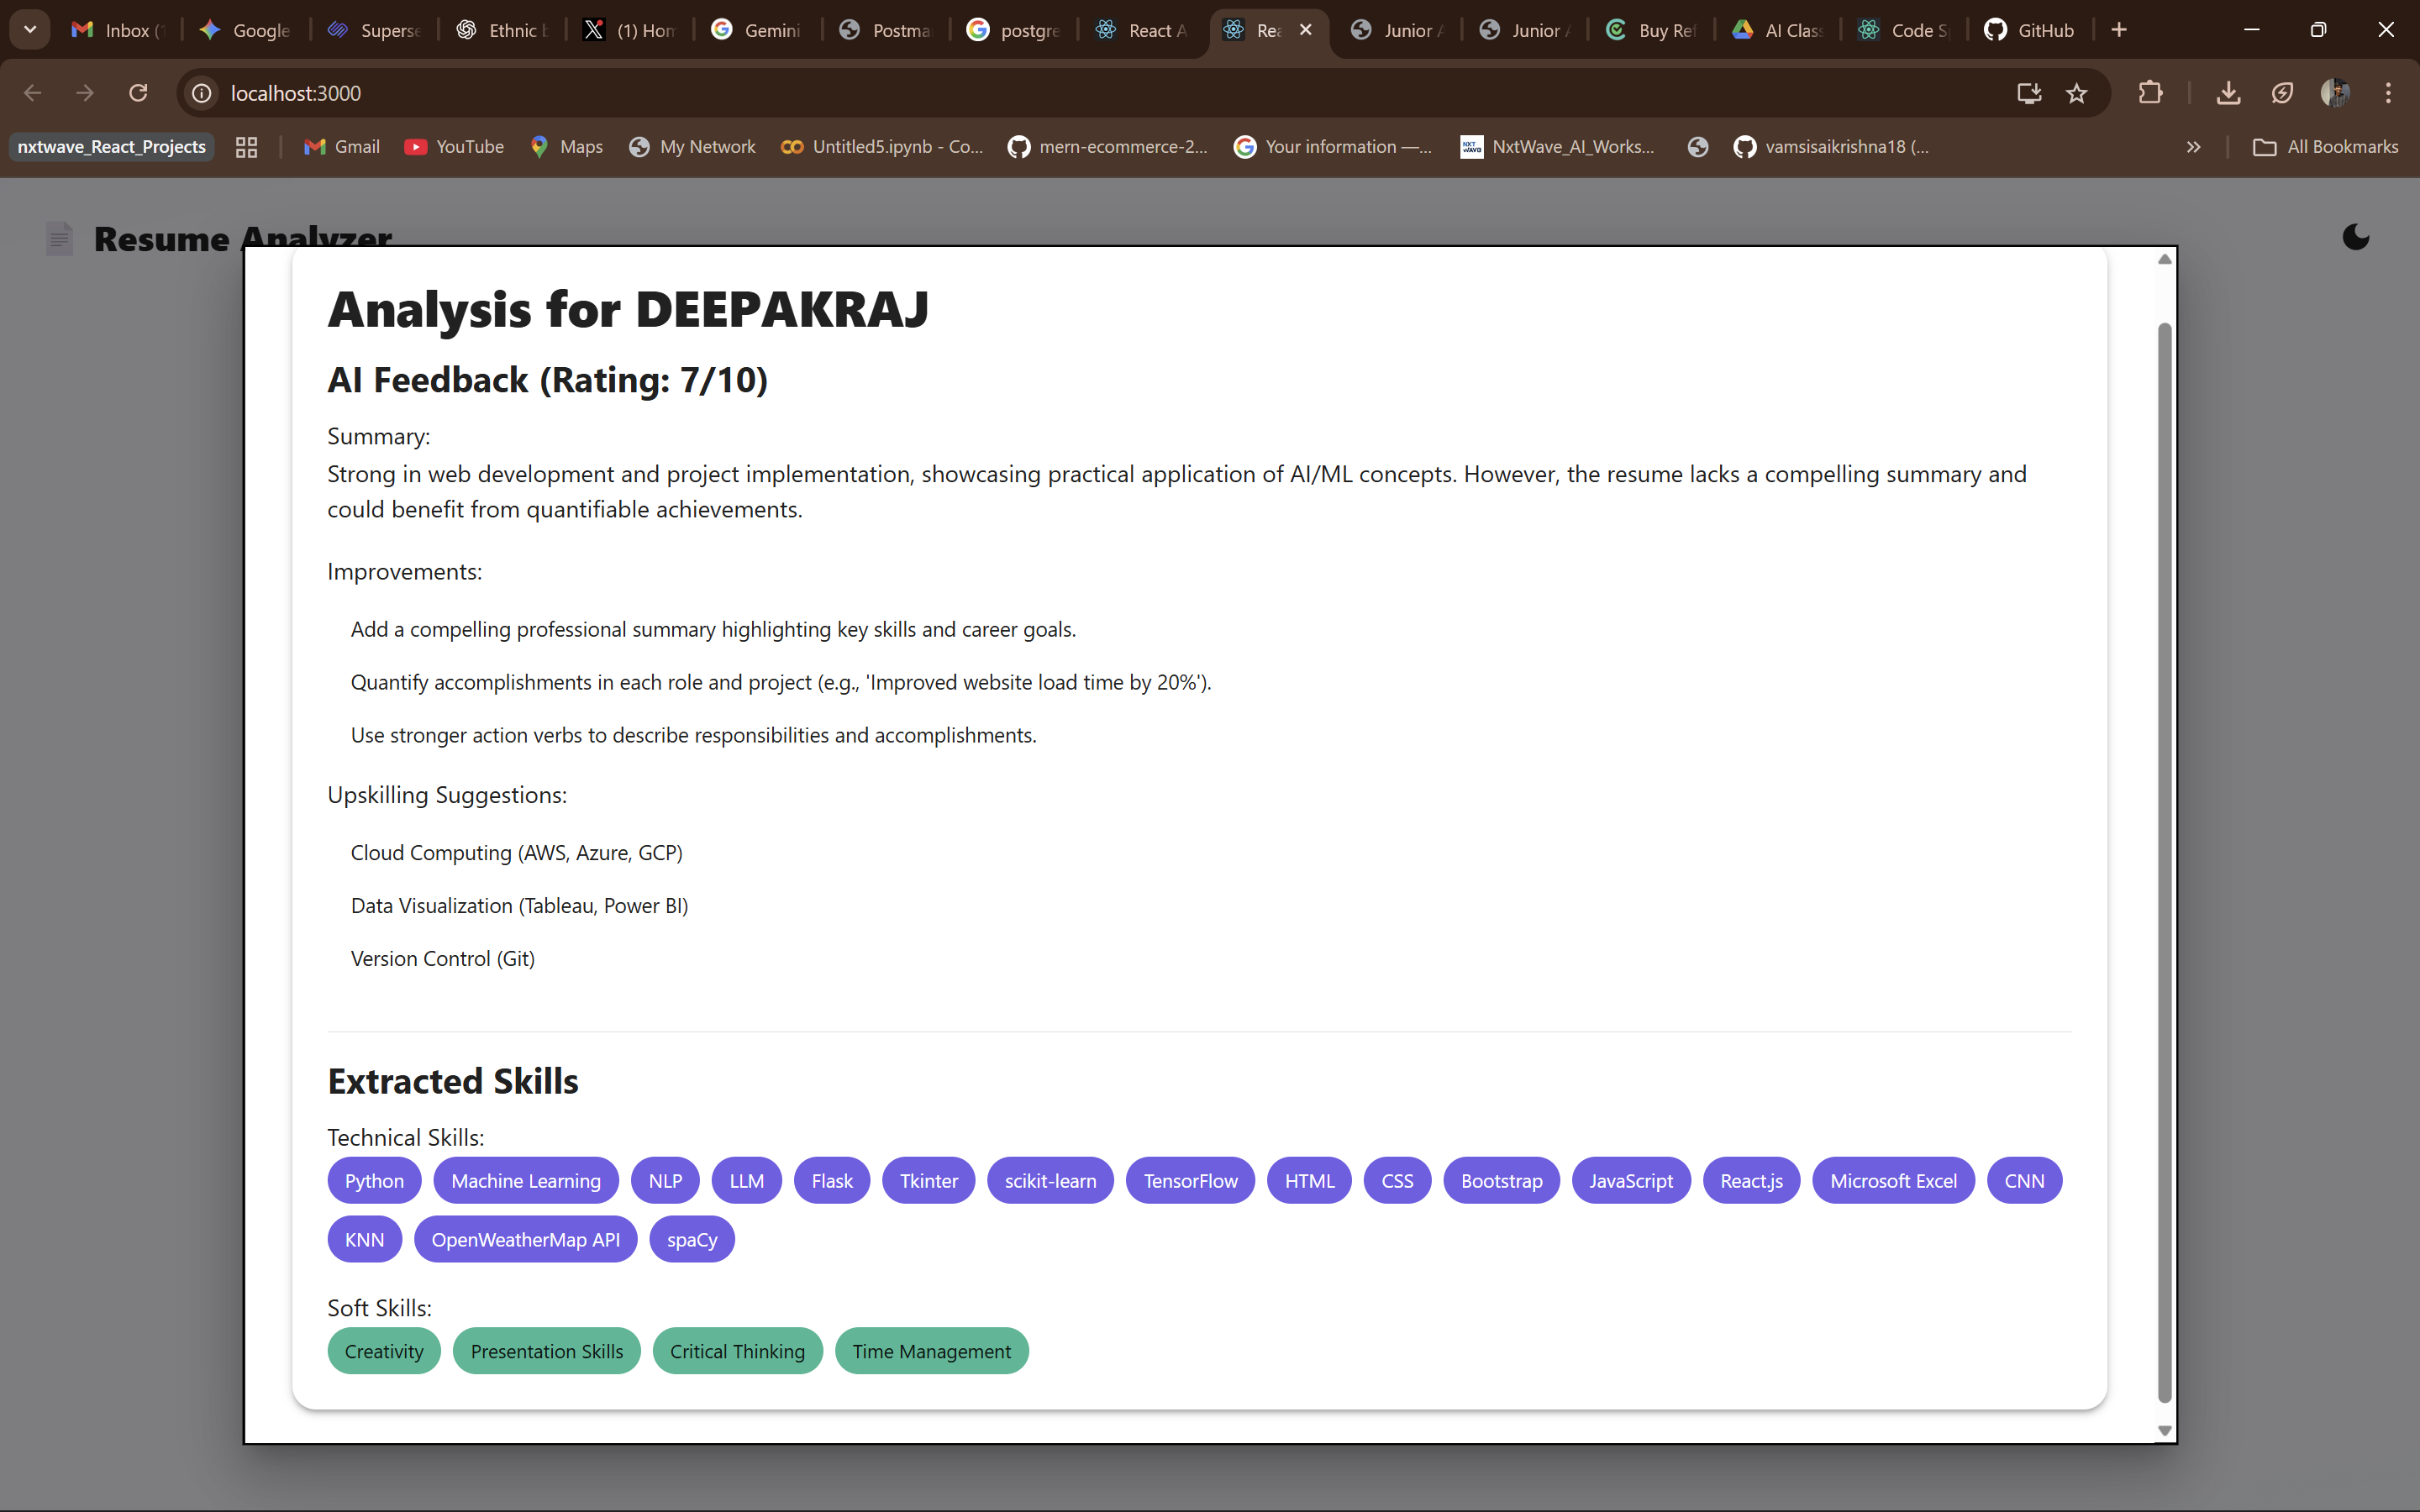 Inbox (
Google
Superse
Ethnic b
(1) Hom
Gemini
Postma
postgre
React A
Rea
Junior A
Junior A
Buy Ref
AI Class
Code S
GitHub
localhost:3000
nxtwave_React_Projects
Gmail
YouTube
Maps
My Network
Untitled5.ipynb - Co...
mern-ecommerce-2...
Your information —...
NxtWave_AI_Works...
vamsisaikrishna18 (...
All Bookmarks
Resume Analyzer
Analysis for DEEPAKRAJ
AI Feedback (Rating: 7/10)
Summary:
Strong in web development and project implementation, showcasing practical application of AI/ML concepts. However, the resume lacks a compelling summary and
could benefit from quantifiable achievements.
Improvements:
Add a compelling professional summary highlighting key skills and career goals.
Quantify accomplishments in each role and project (e.g., 'Improved website load time by 20%').
Use stronger action verbs to describe responsibilities and accomplishments.
Upskilling Suggestions:
Cloud Computing (AWS, Azure, GCP)
Data Visualization (Tableau, Power BI)
Version Control (Git)
Extracted Skills
Technical Skills:
Python Machine Learning NLP LLM Flask Tkinter scikit-learn TensorFlow HTML CSS Bootstrap JavaScript React.js Microsoft Excel CNN
KNN OpenWeatherMap API spaCy
Soft Skills:
Creativity Presentation Skills Critical Thinking Time Management